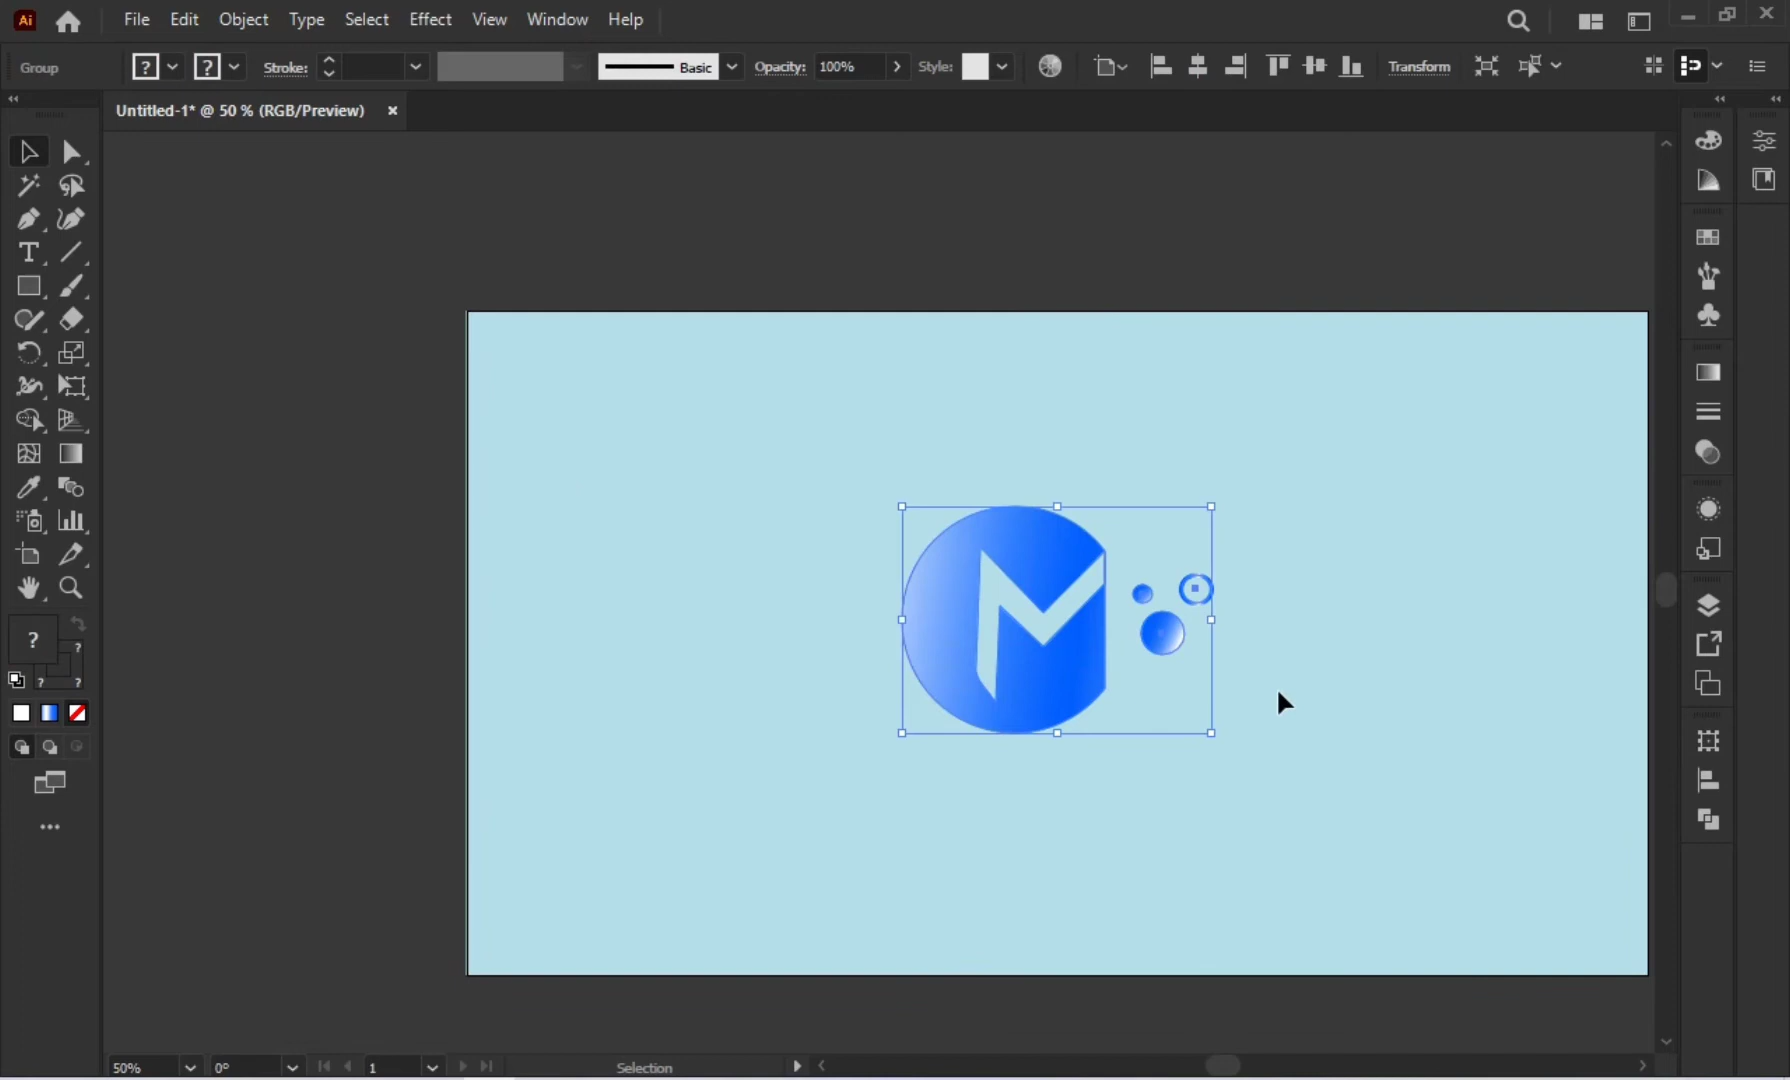 Ai File Edit Object Type Select Effect View Window Help
Group ? ? Stroke: Basic Opacity: 100% Style: Transform
Untitled-1* @ 50 % (RGB/Preview) ×
T
?
?
? ?
M
50% 0° 1 Selection